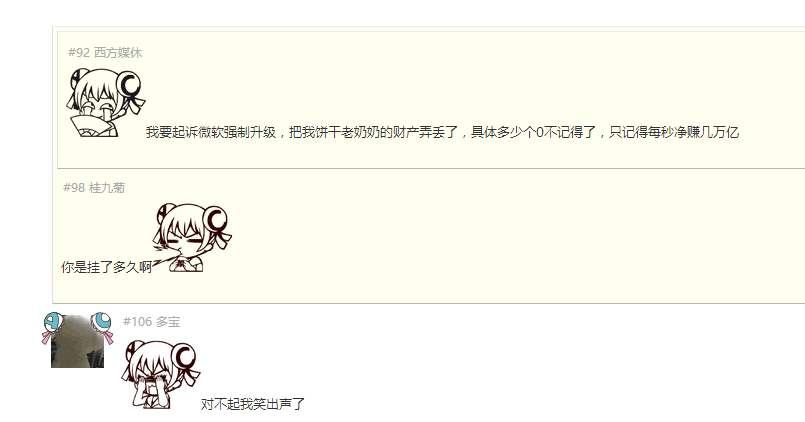 #92 西方媒休
我要起诉微软强制升级，把我饼干老奶奶的财产弄丢了，具体多少个0不记得了，只记得每秒净赚几万亿
#98 桂九菊
你是挂了多久啊
#106 多宝
对不起我笑出声了